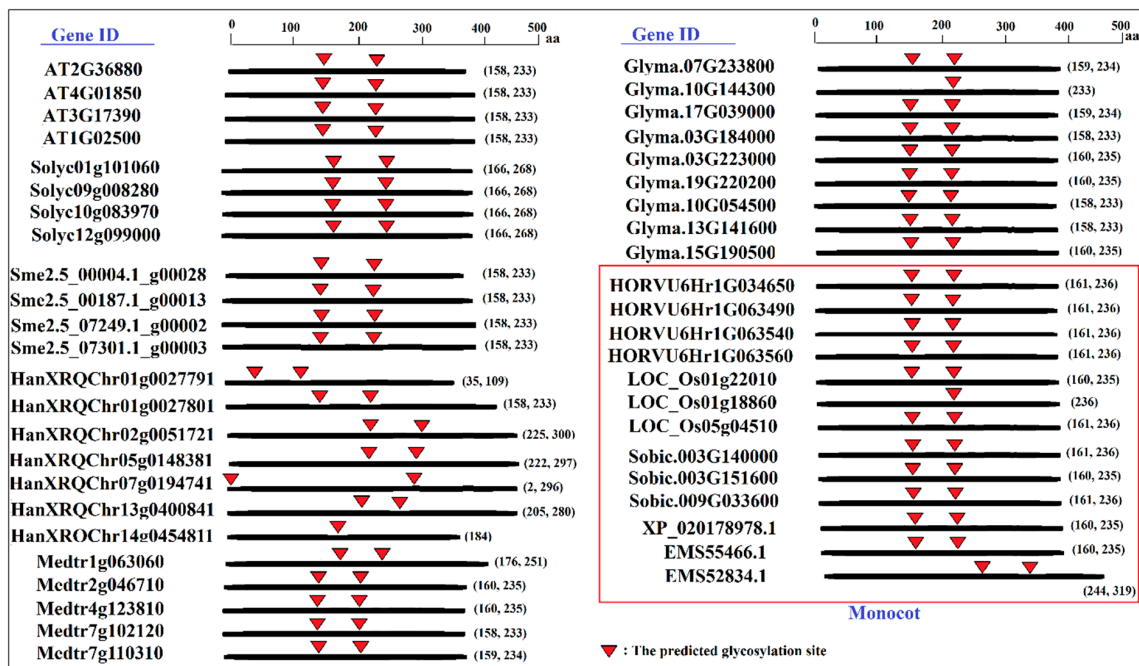 Gene ID
0 100 200 300 400 500 aa
AT2G36880 (158, 233)
AT4G01850 (158, 233)
AT3G17390 (158, 233)
AT1G02500 (158, 233)
Solyc01g101060 (166, 268)
Solyc09g008280 (166, 268)
Solyc10g083970 (166, 268)
Solyc12g099000 (166, 268)
Sme2.5_00004.1_g00028 (158, 233)
Sme2.5_00187.1_g00013 (158, 233)
Sme2.5_07249.1_g00002 (158, 233)
Sme2.5_07301.1_g00003 (158, 233)
HanXRQChr01g0027791 (35, 109)
HanXRQChr01g0027801 (158, 233)
HanXRQChr02g0051721 (225, 300)
HanXRQChr05g0148381 (222, 297)
HanXRQChr07g0194741 (2, 296)
HanXRQChr13g0400841 (205, 280)
HanXROChr14g0454811 (184)
Medtr1g063060 (176, 251)
Medtr2g046710 (160, 235)
Medtr4g123810 (160, 235)
Medtr7g102120 (158, 233)
Medtr7g110310 (159, 234)
Gene ID
0 100 200 300 400 500 aa
Glyma.07G233800 (159, 234)
Glyma.10G144300 (233)
Glyma.17G039000 (159, 234)
Glyma.03G184000 (158, 233)
Glyma.03G223000 (160, 235)
Glyma.19G220200 (160, 235)
Glyma.10G054500 (158, 233)
Glyma.13G141600 (158, 233)
Glyma.15G190500 (160, 235)
HORVU6Hr1G034650 (161, 236)
HORVU6Hr1G063490 (161, 236)
HORVU6Hr1G063540 (161, 236)
HORVU6Hr1G063560 (161, 236)
LOC_Os01g22010 (160, 235)
LOC_Os01g18860 (236)
LOC_Os05g04510 (161, 236)
Sobic.003G140000 (161, 236)
Sobic.003G151600 (160, 235)
Sobic.009G033600 (161, 236)
XP_020178978.1 (160, 235)
EMS55466.1 (160, 235)
EMS52834.1 (244, 319)
Monocot
: The predicted glycosylation site